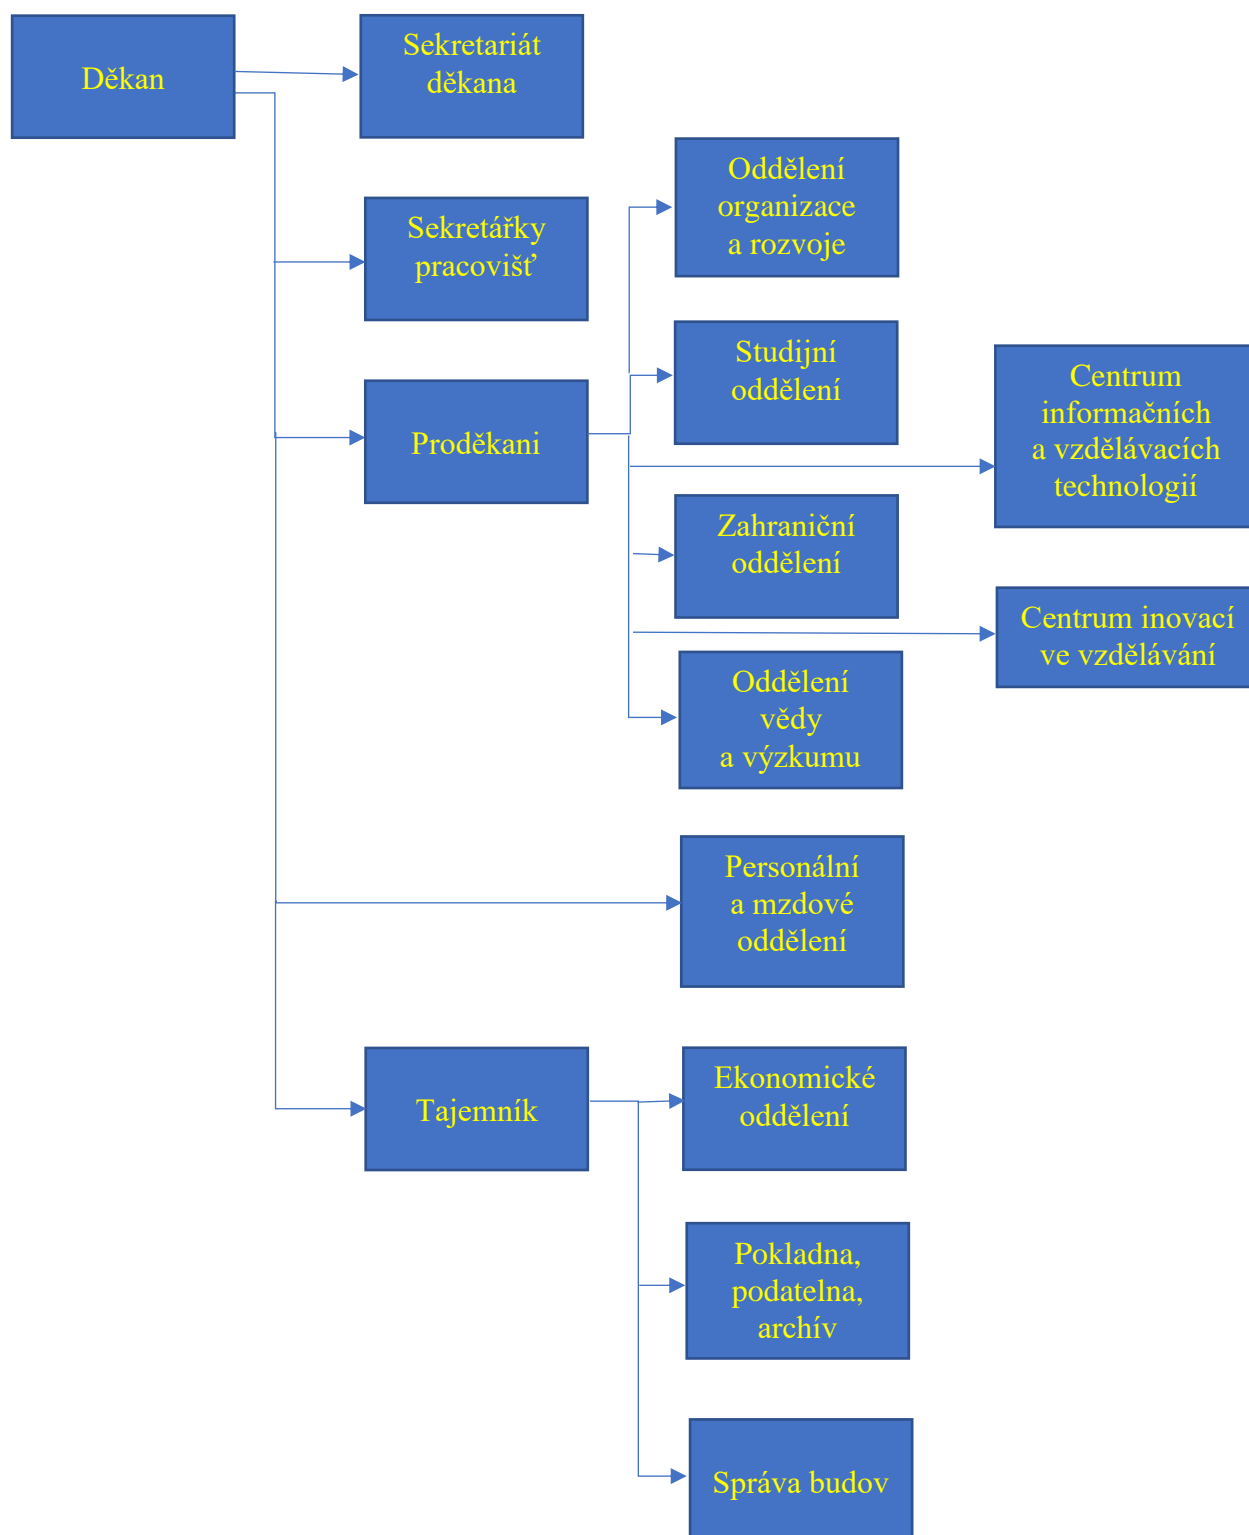 Děkan
Sekretariát
děkana
Sekretářky
pracovišť
Proděkani
Oddělení
organizace
a rozvoje
Studijní
oddělení
Centrum
informačních
a vzdělávacích
technologií
Zahraniční
oddělení
Centrum inovací
ve vzdělávání
Oddělení
vědy
a výzkumu
Personální
a mzdové
oddělení
Tajemník
Ekonomické
oddělení
Pokladna,
podatelna,
archív
Správa budov